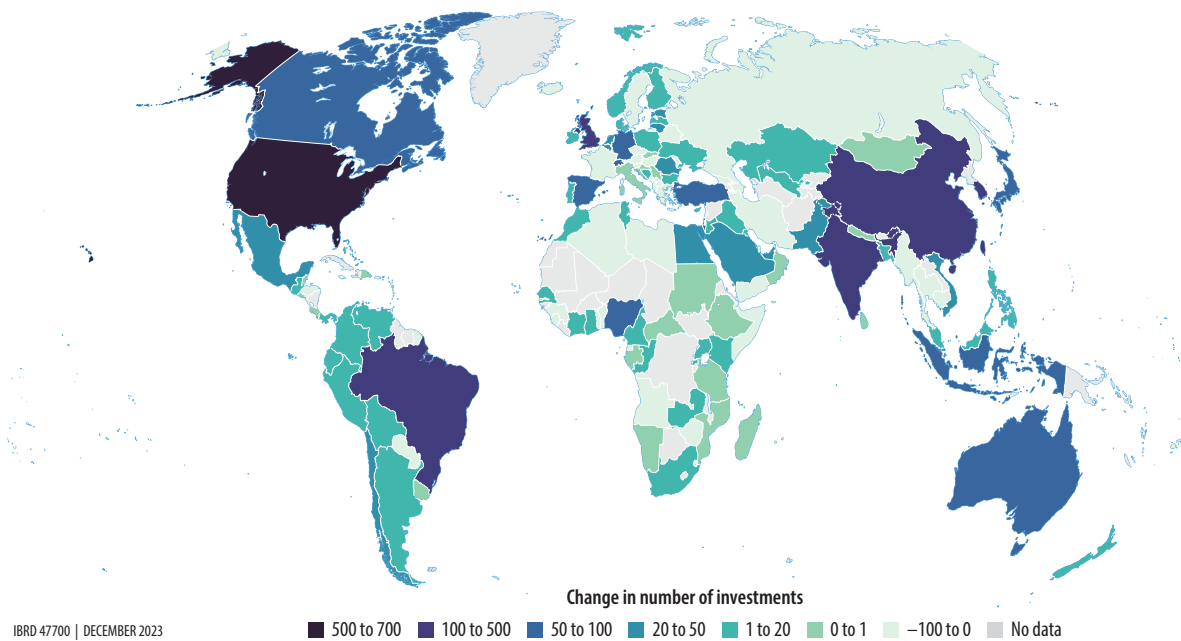 Change in number of investments
IBRD 47700 | DECEMBER 2023
500 to 700
100 to 500
50 to 100
20 to 50
1 to 20
0 to 1
−100 to 0
No data